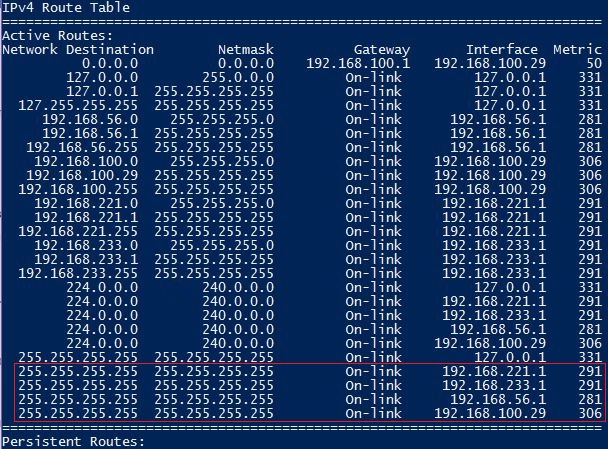 IPv4 Route Table
===========================================================================
Active Routes:
Network Destination        Netmask          Gateway       Interface  Metric
          0.0.0.0          0.0.0.0    192.168.100.1   192.168.100.29     50
        127.0.0.0        255.0.0.0         On-link         127.0.0.1    331
        127.0.0.1  255.255.255.255         On-link         127.0.0.1    331
  127.255.255.255  255.255.255.255         On-link         127.0.0.1    331
     192.168.56.0    255.255.255.0         On-link      192.168.56.1    281
     192.168.56.1  255.255.255.255         On-link      192.168.56.1    281
   192.168.56.255  255.255.255.255         On-link      192.168.56.1    281
    192.168.100.0    255.255.255.0         On-link    192.168.100.29    306
   192.168.100.29  255.255.255.255         On-link    192.168.100.29    306
  192.168.100.255  255.255.255.255         On-link    192.168.100.29    306
    192.168.221.0    255.255.255.0         On-link     192.168.221.1    291
    192.168.221.1  255.255.255.255         On-link     192.168.221.1    291
  192.168.221.255  255.255.255.255         On-link     192.168.221.1    291
    192.168.233.0    255.255.255.0         On-link     192.168.233.1    291
    192.168.233.1  255.255.255.255         On-link     192.168.233.1    291
  192.168.233.255  255.255.255.255         On-link     192.168.233.1    291
        224.0.0.0        240.0.0.0         On-link         127.0.0.1    331
        224.0.0.0        240.0.0.0         On-link     192.168.221.1    291
        224.0.0.0        240.0.0.0         On-link     192.168.233.1    291
        224.0.0.0        240.0.0.0         On-link      192.168.56.1    281
        224.0.0.0        240.0.0.0         On-link    192.168.100.29    306
  255.255.255.255  255.255.255.255         On-link         127.0.0.1    331
  255.255.255.255  255.255.255.255         On-link     192.168.221.1    291
  255.255.255.255  255.255.255.255         On-link     192.168.233.1    291
  255.255.255.255  255.255.255.255         On-link      192.168.56.1    281
  255.255.255.255  255.255.255.255         On-link    192.168.100.29    306
===========================================================================
Persistent Routes: